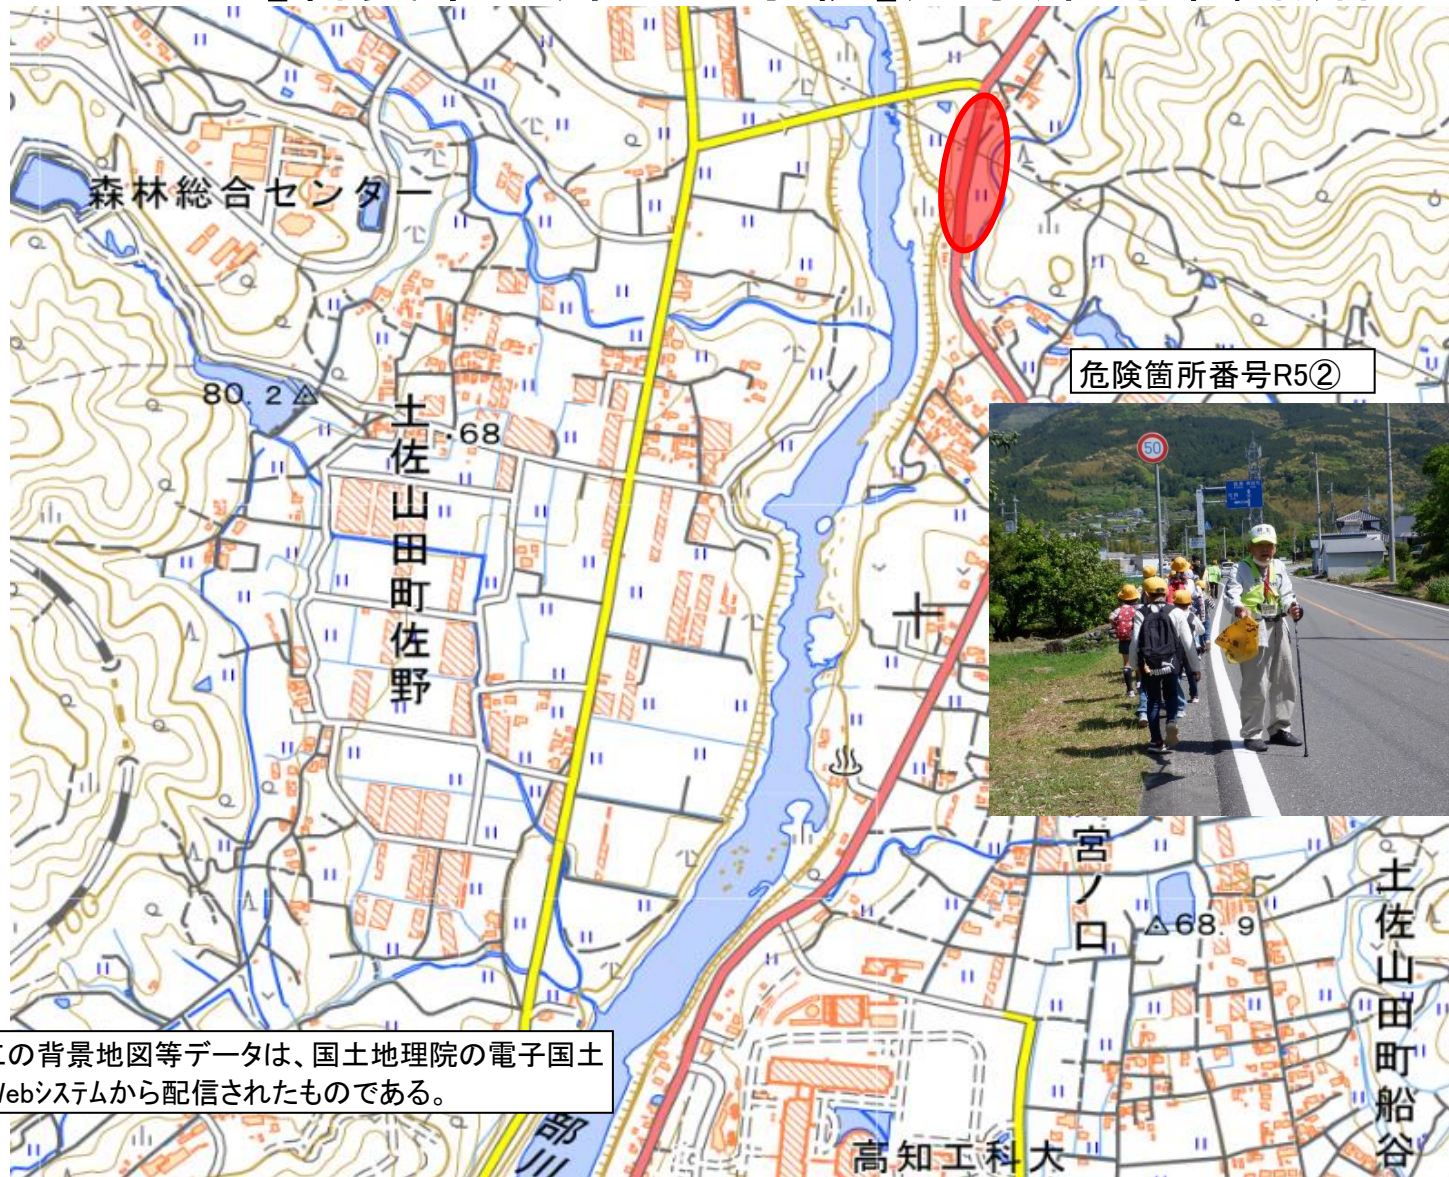 森林総合センター
危険箇所番号R5②
80.2
68
土佐山田町佐野
50
宮ノ口
68.9
土佐山田町船谷
100
の背景地図等データは、国土地理院の電子国土
Webシステムから配信されたものである。
部川
高知工科大